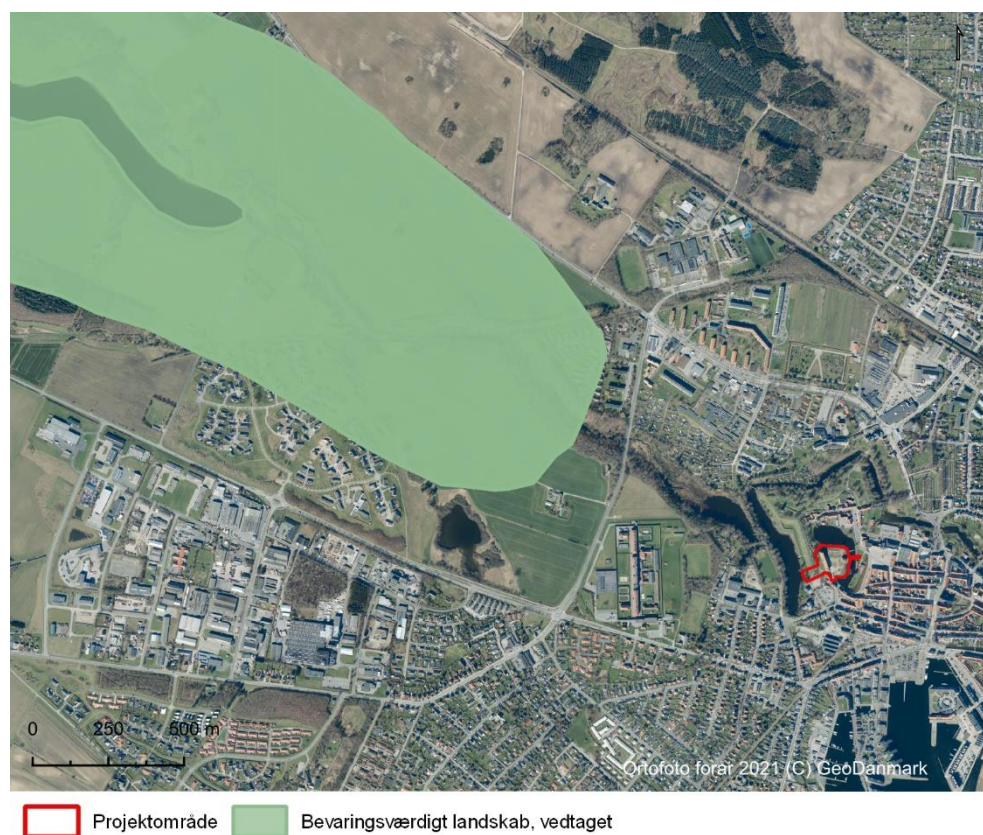 0 250 500 m
Ortofoto forår 2021 (C) GeoDanmark
Projektområde Bevaringsværdigt landskab, vedtaget